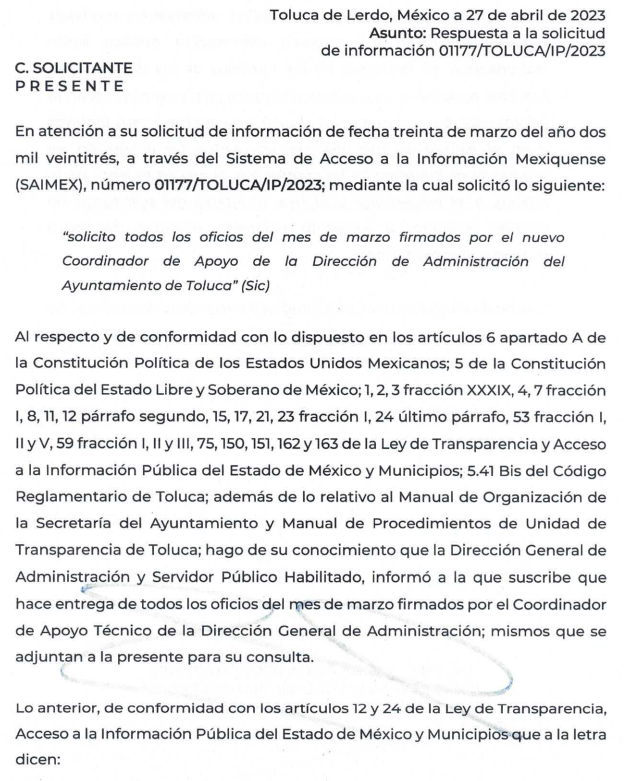 Toluca de Lerdo, México a 27 de abril de 2023
Asunto: Respuesta a la solicitud
de información 01177/TOLUCA/IP/2023
C. SOLICITANTE
P R E S E N T E
En atención a su solicitud de información de fecha treinta de marzo del año dos
mil veintitrés, a través del Sistema de Acceso a la Información Mexiquense
(SAIMEX), número 01177/TOLUCA/IP/2023; mediante la cual solicitó lo siguiente:
"solicito todos los oficios del mes de marzo firmados por el nuevo
Coordinador de Apoyo de la Dirección de Administración del
Ayuntamiento de Toluca" (Sic)
Al respecto y de conformidad con lo dispuesto en los artículos 6 apartado A de
la Constitución Política de los Estados Unidos Mexicanos; 5 de la Constitución
Política del Estado Libre y Soberano de México; 1, 2, 3 fracción XXXIX, 4, 7 fracción
I, 8, 11, 12 párrafo segundo, 15, 17, 21, 23 fracción I, 24 último párrafo, 53 fracción I,
II y V, 59 fracción I, II y III, 75, 150, 151, 162 y 163 de la Ley de Transparencia y Acceso
a la Información Pública del Estado de México y Municipios; 5.41 Bis del Código
Reglamentario de Toluca; además de lo relativo al Manual de Organización de
la Secretaría del Ayuntamiento y Manual de Procedimientos de Unidad de
Transparencia de Toluca; hago de su conocimiento que la Dirección General de
Administración y Servidor Público Habilitado, informó a la que suscribe que
hace entrega de todos los oficios del mes de marzo firmados por el Coordinador
de Apoyo Técnico de la Dirección General de Administración; mismos que se
adjuntan a la presente para su consulta.
Lo anterior, de conformidad con los artículos 12 y 24 de la Ley de Transparencia,
Acceso a la Información Pública del Estado de México y Municipios que a la letra
dicen: